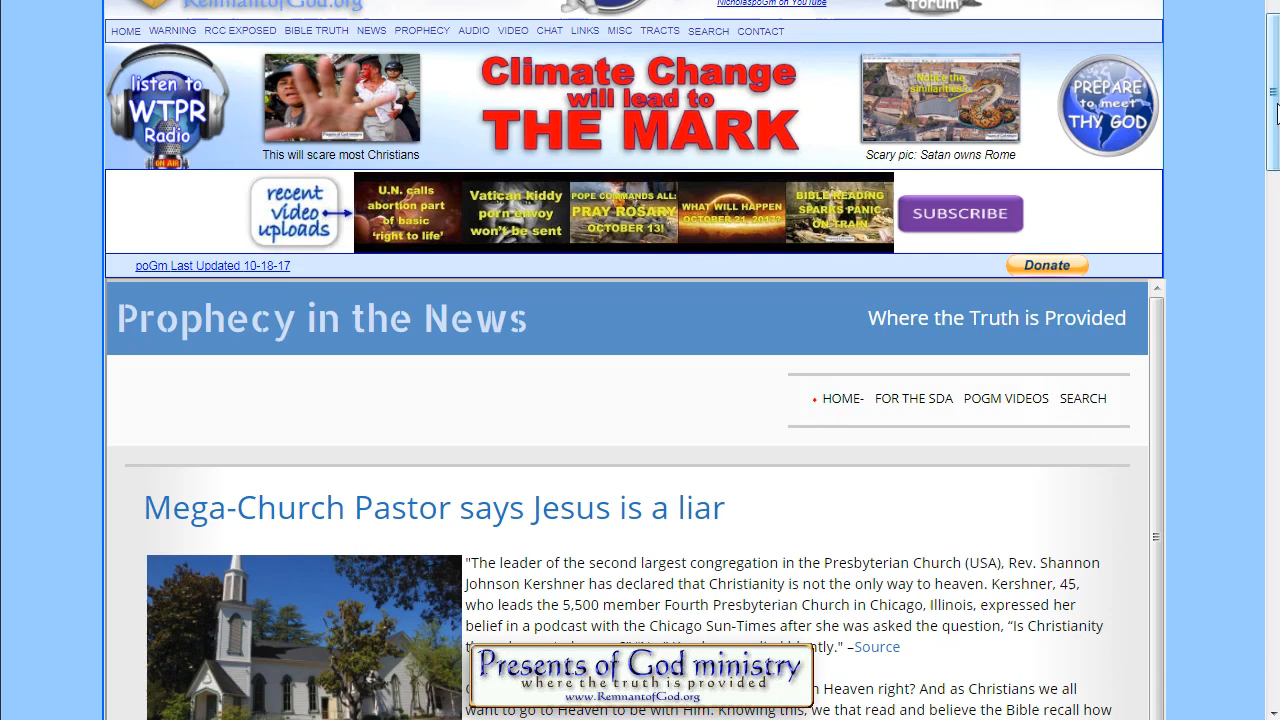 RemnantofGod.org
NicholaspoGm on YouTube
forum
HOME WARNING RCC EXPOSED BIBLE TRUTH NEWS PROPHECY AUDIO VIDEO CHAT LINKS MISC TRACTS SEARCH CONTACT
listen to
WTPR
Radio
ON AIR
This will scare most Christians
Climate Change
will lead to
THE MARK
Notice the
similarities
Scary pic: Satan owns Rome
PREPARE
to meet
THY GOD
recent
video
uploads
U.N. calls
abortion part
of basic
'right to life'
Vatican kiddy
porn envoy
won't be sent
POPE COMMANDS ALL:
PRAY ROSARY
OCTOBER 13!
WHAT WILL HAPPEN
OCTOBER 21, 2017?
BIBLE READING
SPARKS PANIC
ON TRAIN
SUBSCRIBE
poGm Last Updated 10-18-17
Donate
Prophecy in the News
Where the Truth is Provided
HOME- FOR THE SDA POGM VIDEOS SEARCH
Mega-Church Pastor says Jesus is a liar
"The leader of the second largest congregation in the Presbyterian Church (USA), Rev. Shannon
Johnson Kershner has declared that Christianity is not the only way to heaven. Kershner, 45,
who leads the 5,500 member Fourth Presbyterian Church in Chicago, Illinois, expressed her
belief in a podcast with the Chicago Sun-Times after she was asked the question, “Is Christianity
–Source
Heaven right? And as Christians we all
want to go to Heaven to be with Him. Knowing this, we that read and believe the Bible recall how
Presents of God ministry
where the truth is provided
www.RemnantofGod.org